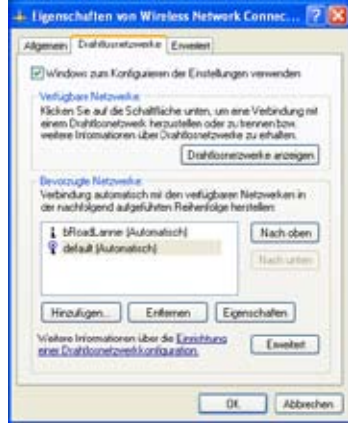 Eigenschaften von Wireless Network Connec...
Allgemein Drahtlosnetzwerke Erweitert
Windows zum Konfigurieren der Einstellungen verwenden
Verfügbare Netzwerke:
Klicken Sie auf die Schaltfläche unten, um eine Verbindung mit
einem Drahtlosnetzwerk herzustellen oder zu trennen bzw.
weitere Informationen über Drahtlosnetzwerke zu erhalten.
Drahtlosnetzwerke anzeigen
Bevorzugte Netzwerke:
Verbindung automatisch mit den verfügbaren Netzwerken in
der nachfolgend aufgeführten Reihenfolge herstellen:
bRoadLanner (Automatisch)
default (Automatisch)
Nach oben
Nach unten
Hinzufügen... Entfernen Eigenschaften
Weitere Informationen über die Einrichtung
einer Drahtlosnetzwerkkonfiguration.
Erweitert
OK Abbrechen